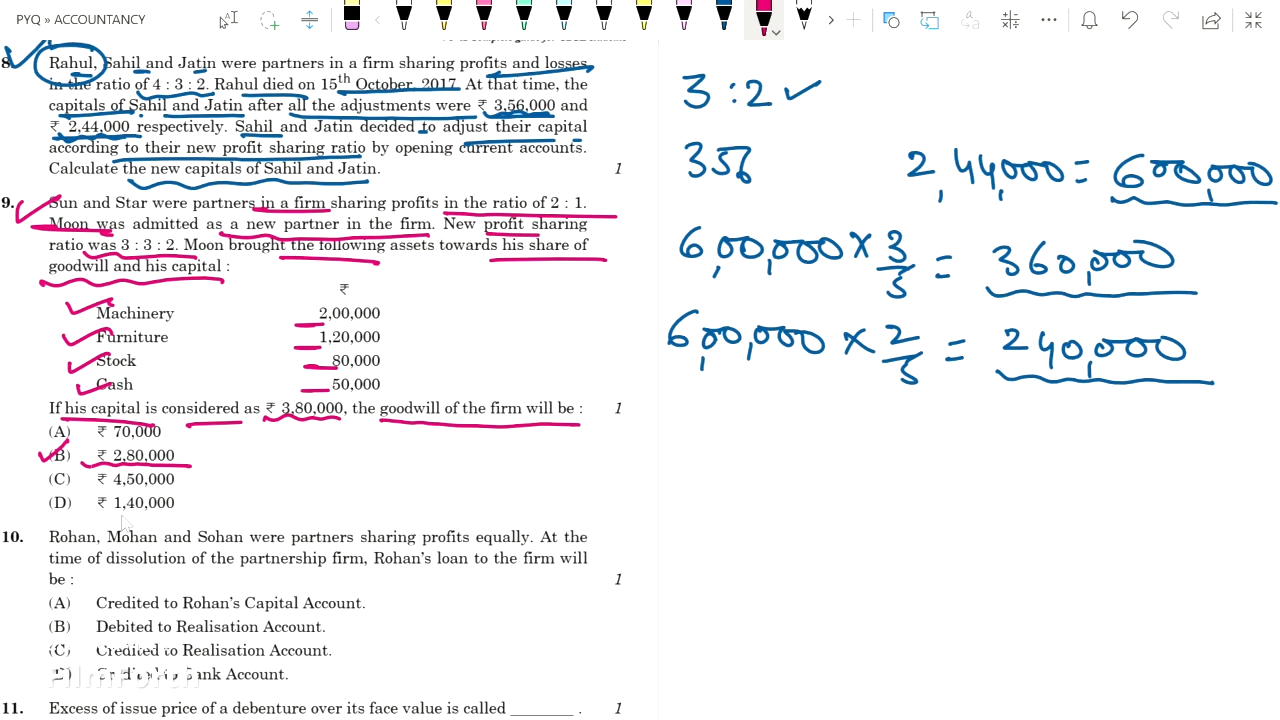 PYQ » ACCOUNTANCY
8. Rahul, Sahil and Jatin were partners in a firm sharing profits and losses
in the ratio of 4 : 3 : 2. Rahul died on 15th October, 2017. At that time, the
capitals of Sahil and Jatin after all the adjustments were ₹ 3,56,000 and
₹ 2,44,000 respectively. Sahil and Jatin decided to adjust their capital
according to their new profit sharing ratio by opening current accounts.
Calculate the new capitals of Sahil and Jatin. 1
9. Sun and Star were partners in a firm sharing profits in the ratio of 2 : 1.
Moon was admitted as a new partner in the firm. New profit sharing
ratio was 3 : 3 : 2. Moon brought the following assets towards his share of
goodwill and his capital :
₹
Machinery 2,00,000
Furniture 1,20,000
Stock 80,000
Cash 50,000
If his capital is considered as ₹ 3,80,000, the goodwill of the firm will be : 1
(A) ₹ 70,000
(B) ₹ 2,80,000
(C) ₹ 4,50,000
(D) ₹ 1,40,000
10. Rohan, Mohan and Sohan were partners sharing profits equally. At the
time of dissolution of the partnership firm, Rohan's loan to the firm will
be : 1
(A) Credited to Rohan's Capital Account.
(B) Debited to Realisation Account.
(C) Credited to Realisation Account.
(D) Credited to Bank Account.
FilmForth
11. Excess of issue price of a debenture over its face value is called ________ . 1
3 : 2 ✓
356 2,44,000 = 600,000
6,00,000 × 3/5 = 360,000
6,00,000 × 2/5 = 240,000